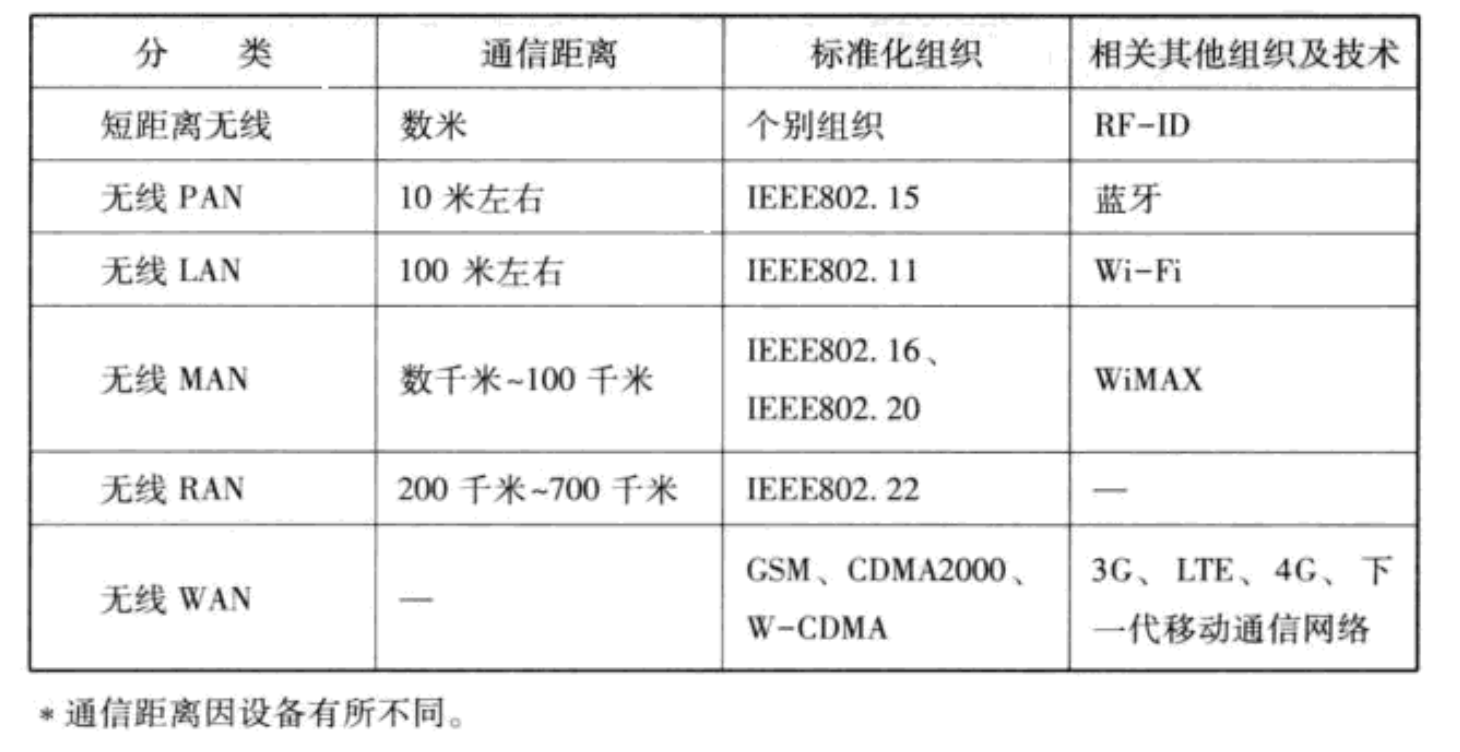 分 类 通信距离 标准化组织 相关其他组织及技术
短距离无线 数米 个别组织 RF-ID
无线 PAN 10 米左右 IEEE802. 15 蓝牙
无线 LAN 100 米左右 IEEE802. 11 Wi-Fi
无线 MAN 数千米~100 千米 IEEE802. 16、
IEEE802. 20 WiMAX
无线 RAN 200 千米~700 千米 IEEE802. 22 —
无线 WAN — GSM、CDMA2000、
W-CDMA 3G、LTE、4G、下
一代移动通信网络
* 通信距离因设备有所不同。